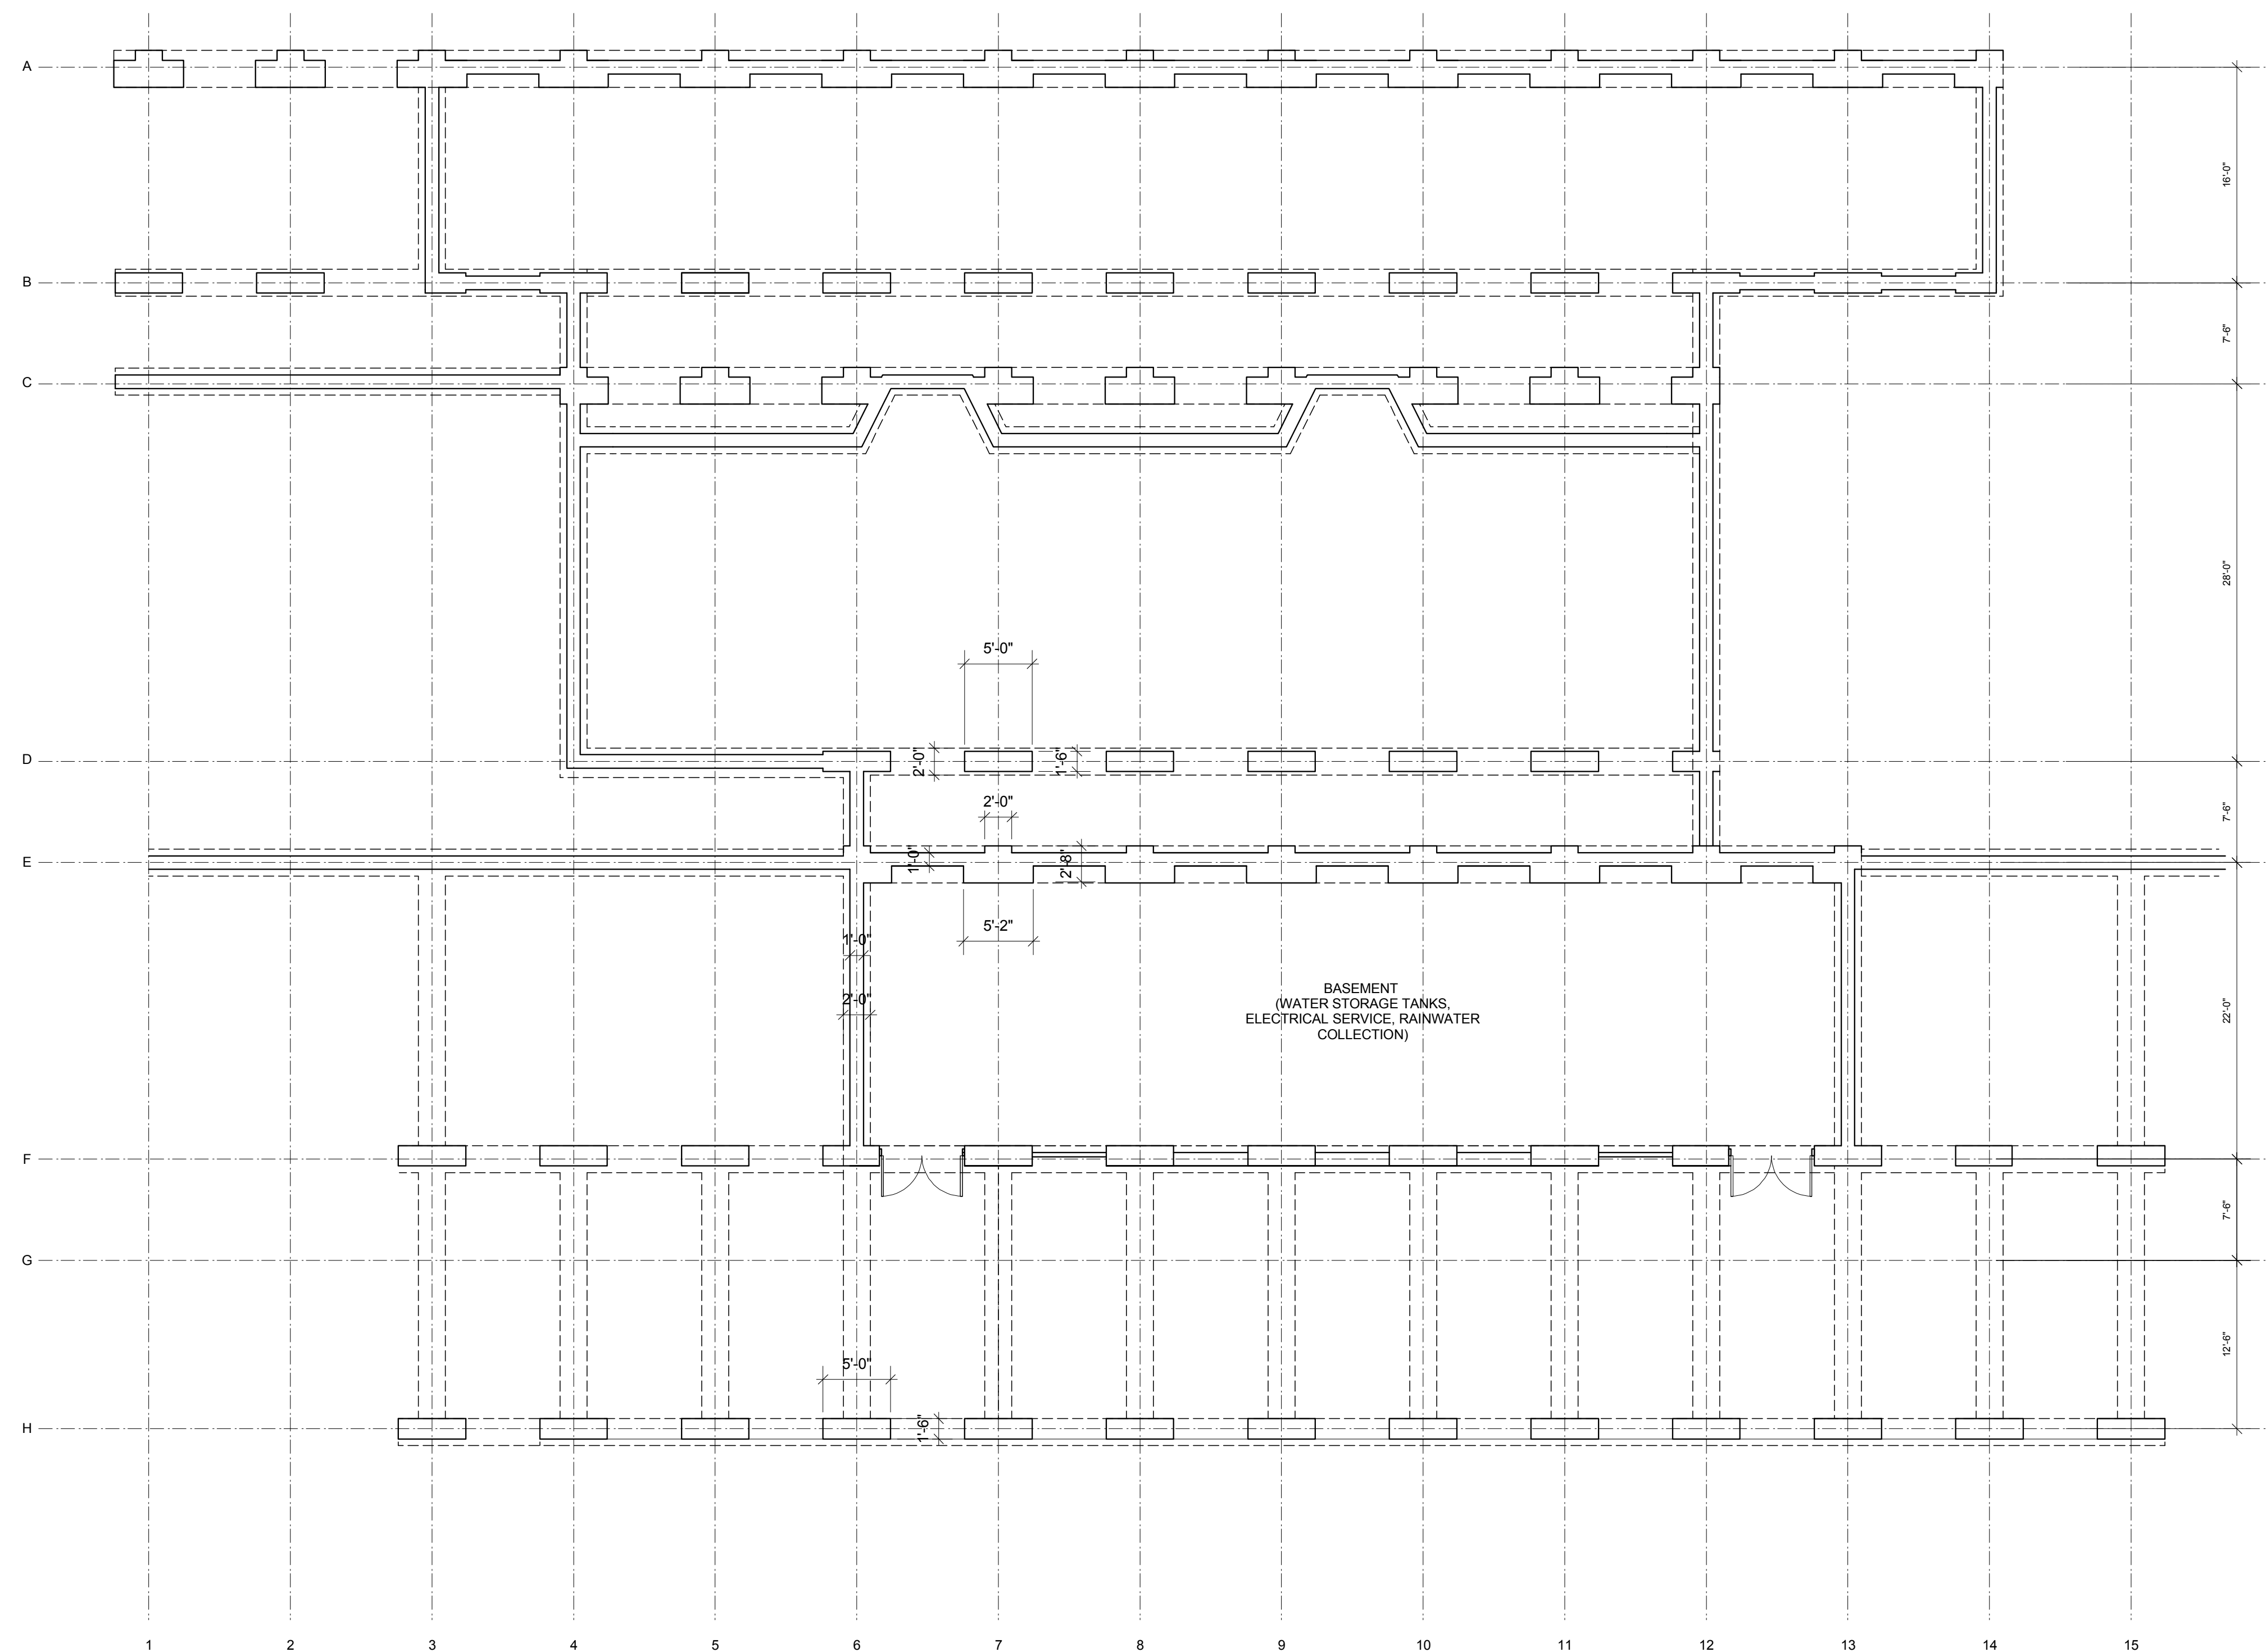 A
16'-0"
B
7'-6"
C
28'-0"
5'-0"
D
2'-0"
1'-6"
7'-6"
2'-0"
E
1'-0"
2'-8"
5'-2"
1'-0"
2'-0"
BASEMENT
(WATER STORAGE TANKS,
ELECTRICAL SERVICE, RAINWATER
COLLECTION)
22'-0"
F
7'-6"
G
12'-6"
5'-0"
1'-6"
H
1 2 3 4 5 6 7 8 9 10 11 12 13 14 15